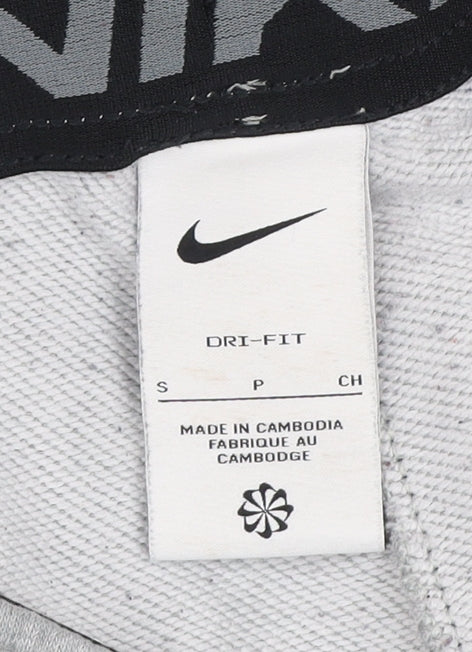 DRI-FIT
S P CH
MADE IN CAMBODIA
FABRIQUE AU
CAMBODGE